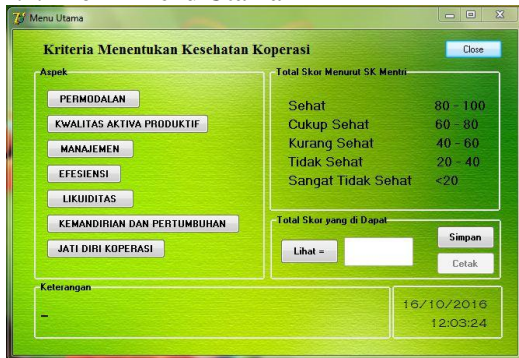 Menu Utama
Kriteria Menentukan Kesehatan Koperasi
Close
Aspek
PERMODALAN
KWALITAS AKTIVA PRODUKTIF
MANAJEMEN
EFESIENSI
LIKUIDITAS
KEMANDIRIAN DAN PERTUMBUHAN
JATI DIRI KOPERASI
Total Skor Menurut SK Mentri
Sehat 80 - 100
Cukup Sehat 60 - 80
Kurang Sehat 40 - 60
Tidak Sehat 20 - 40
Sangat Tidak Sehat <20
Total Skor yang di Dapat
Lihat =
Simpan
Cetak
Keterangan
16/10/2016
12:03:24